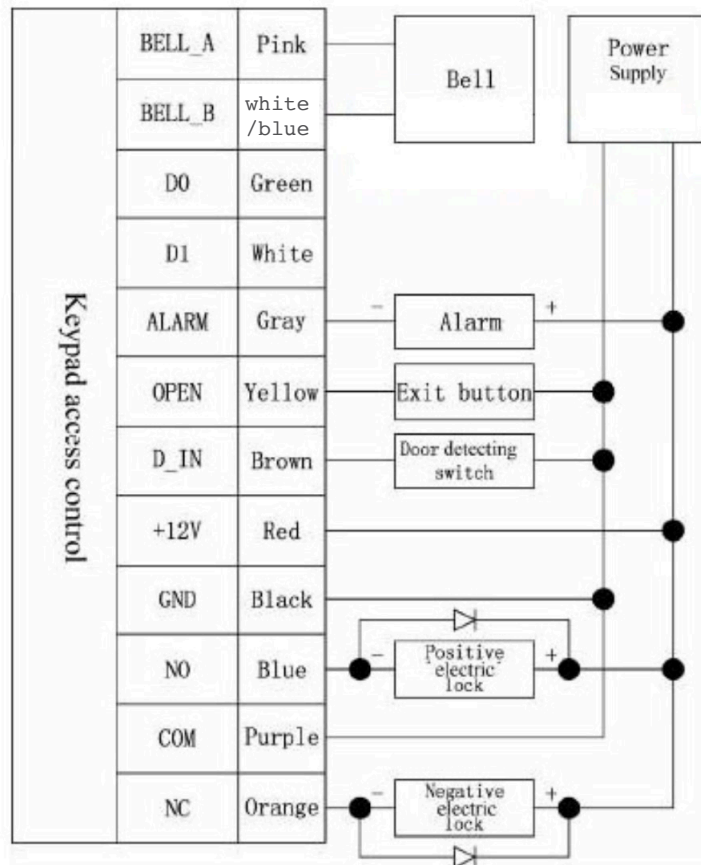 BELL_A Pink
Bell
Power
Supply
BELL_B white
/blue
D0 Green
D1 White
Keypad access control
ALARM Gray - Alarm +
OPEN Yellow Exit button
D_IN Brown Door detecting
switch
+12V Red
GND Black
NO Blue - Positive +
electric
lock
COM Purple
NC Orange - Negative +
electric
lock